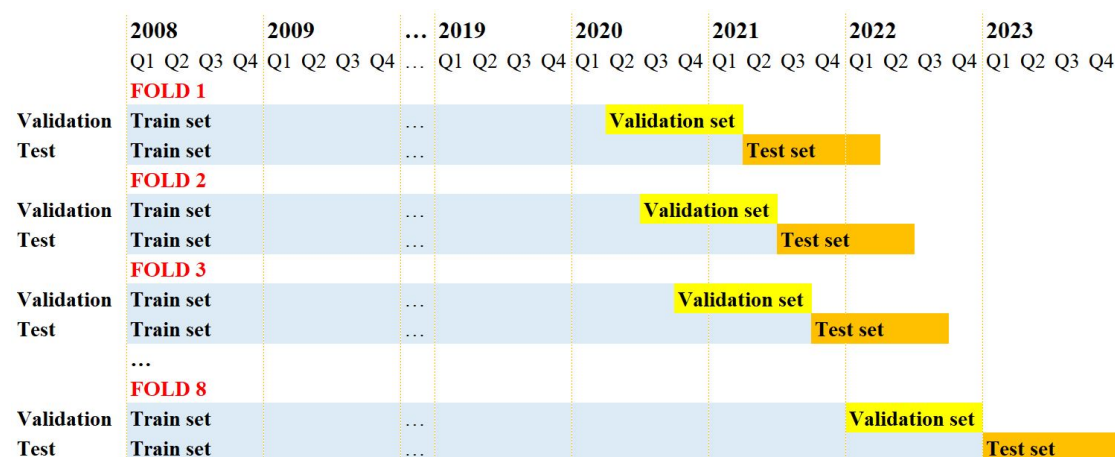 2008 2009 … 2019 2020 2021 2022 2023
Q1 Q2 Q3 Q4 Q1 Q2 Q3 Q4 … Q1 Q2 Q3 Q4 Q1 Q2 Q3 Q4 Q1 Q2 Q3 Q4 Q1 Q2 Q3 Q4 Q1 Q2 Q3 Q4
FOLD 1
Validation Train set … Validation set
Test Train set … Test set
FOLD 2
Validation Train set … Validation set
Test Train set … Test set
FOLD 3
Validation Train set … Validation set
Test Train set … Test set
…
FOLD 8
Validation Train set … Validation set
Test Train set … Test set